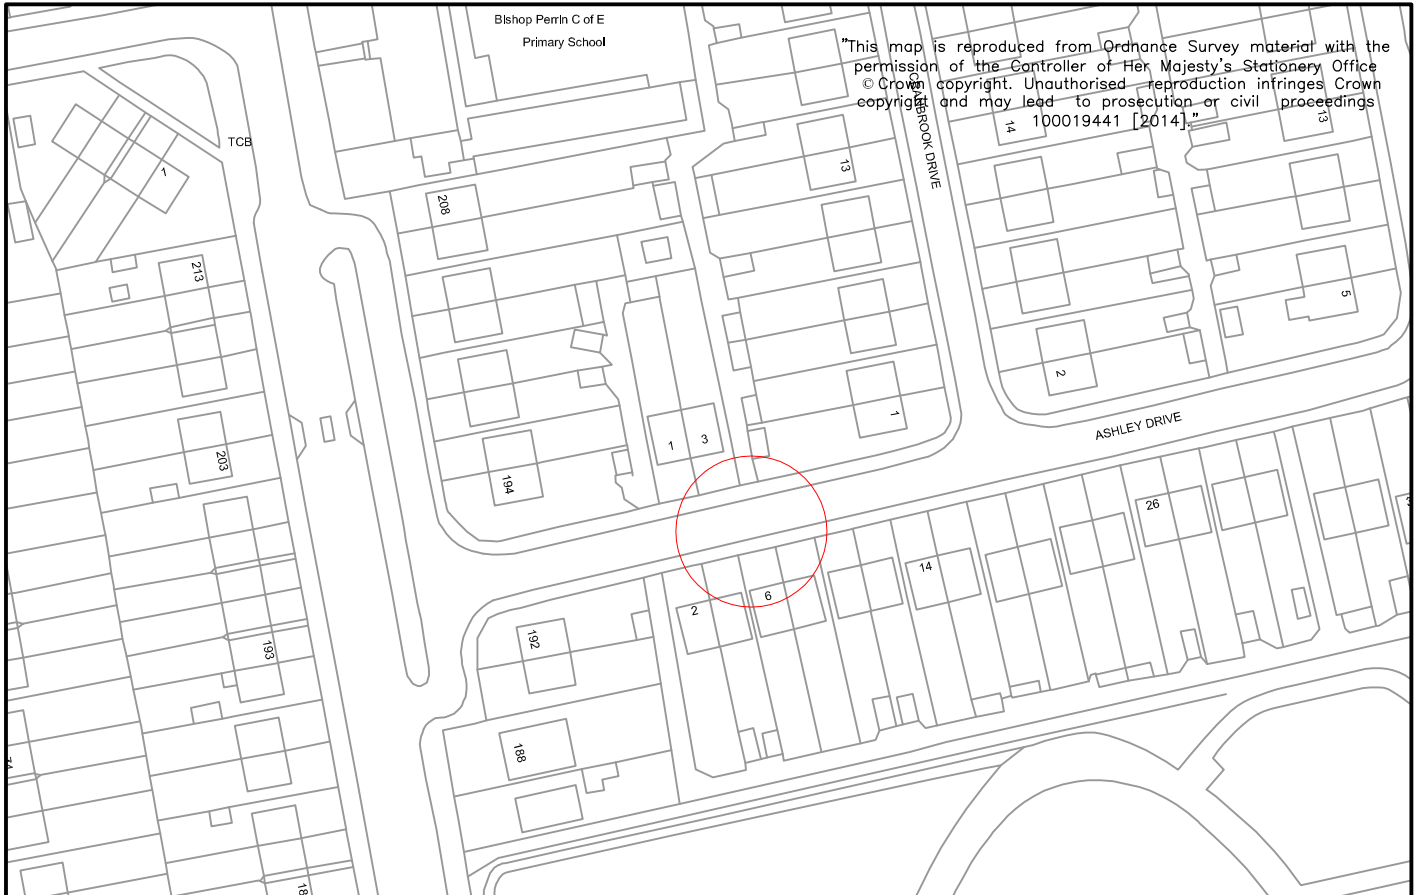 Bishop Perrin C of E
Primary School
"This map is reproduced from Ordnance Survey material with the
permission of the Controller of Her Majesty's Stationery Office
© Crown copyright. Unauthorised reproduction infringes Crown
copyright and may lead to prosecution or civil proceedings
100019441 [2014]."
TCB
1
208
213
13
14
13
CRANBROOK DRIVE
5
2
1
1
3
ASHLEY DRIVE
203
194
26
14
2
6
192
193
188